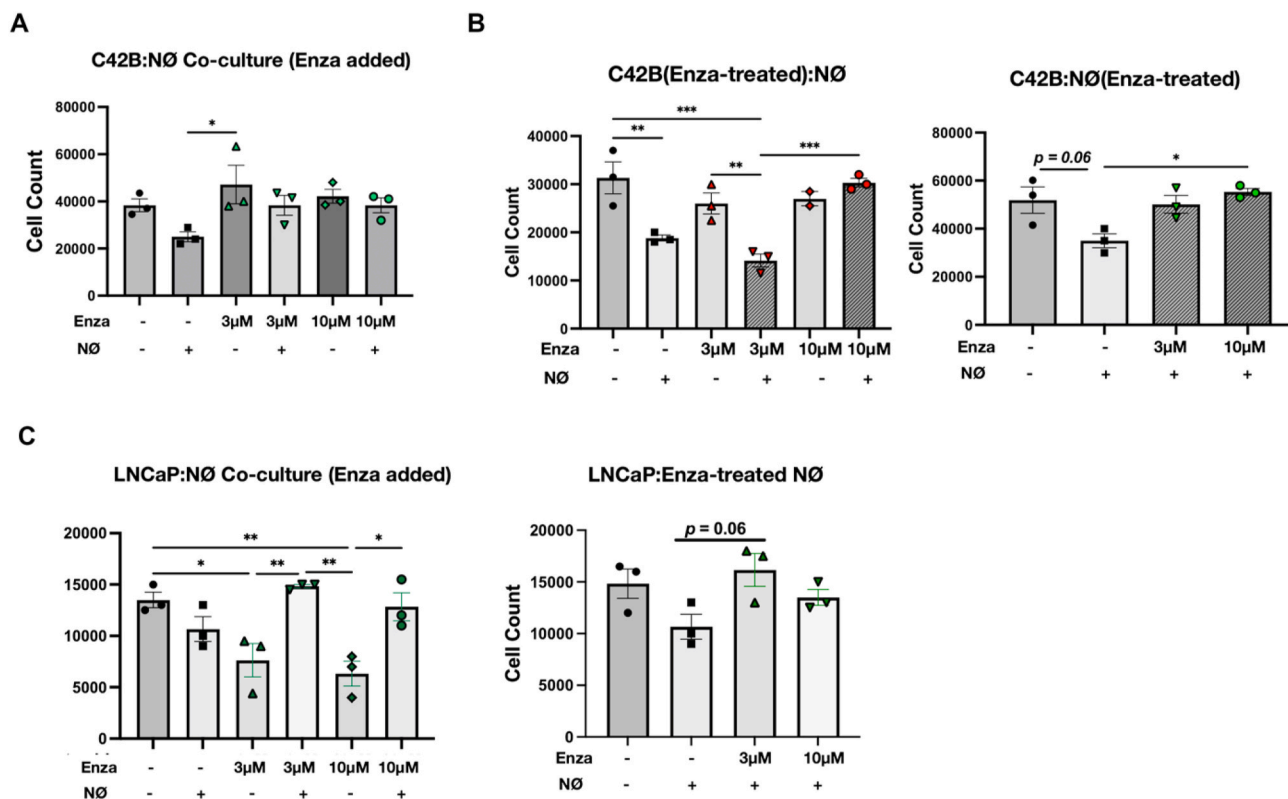 A
C42B:NØ Co-culture (Enza added)
Cell Count
80000
60000
40000
20000
0
*
Enza - - 3µM 3µM 10µM 10µM
NØ - + - + - +
B
C42B(Enza-treated):NØ
Cell Count
40000
30000
20000
10000
0
***
** ***
**
Enza - - 3µM 3µM 10µM 10µM
NØ - + - + - +
C42B:NØ(Enza-treated)
Cell Count
80000
60000
40000
20000
0
p = 0.06
*
Enza - - 3µM 10µM
NØ - + + +
C
LNCaP:NØ Co-culture (Enza added)
20000
15000
10000
5000
0
** *
* ** **
Enza - - 3µM 3µM 10µM 10µM
NØ - + - + - +
LNCaP:Enza-treated NØ
Cell Count
20000
15000
10000
5000
0
p = 0.06
Enza - - 3µM 10µM
NØ - + + +